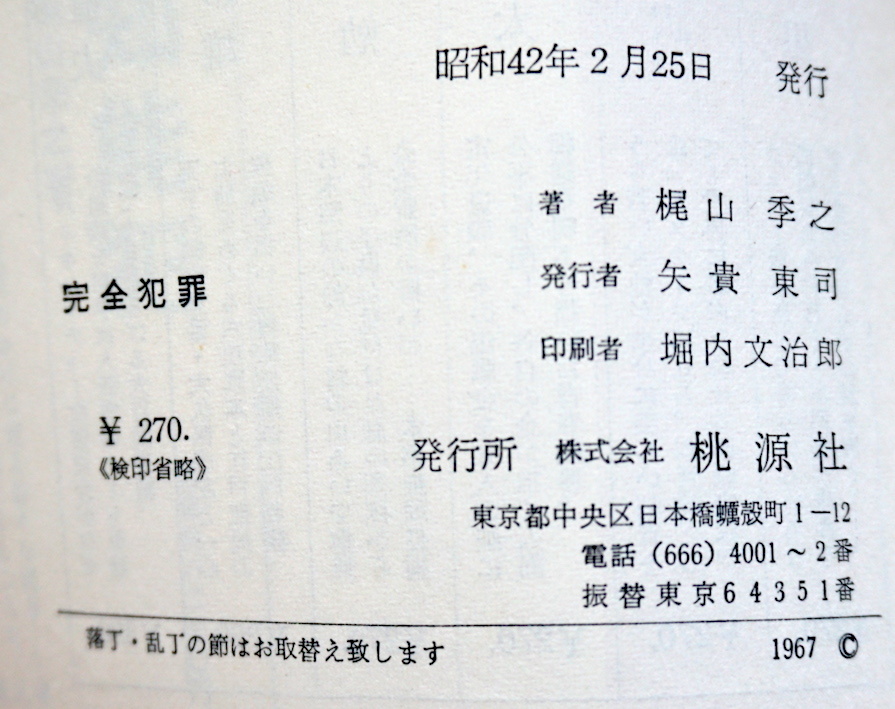 昭和42年2月25日　発行
著者　梶山季之
発行者　矢貴東司
印刷者　堀内文治郎
完全犯罪
￥270.
《検印省略》
発行所　株式会社　桃源社
東京都中央区日本橋蠣殻町1－12
電話（666）4001～2番
振替東京64351番
落丁・乱丁の節はお取替え致します
1967 ©